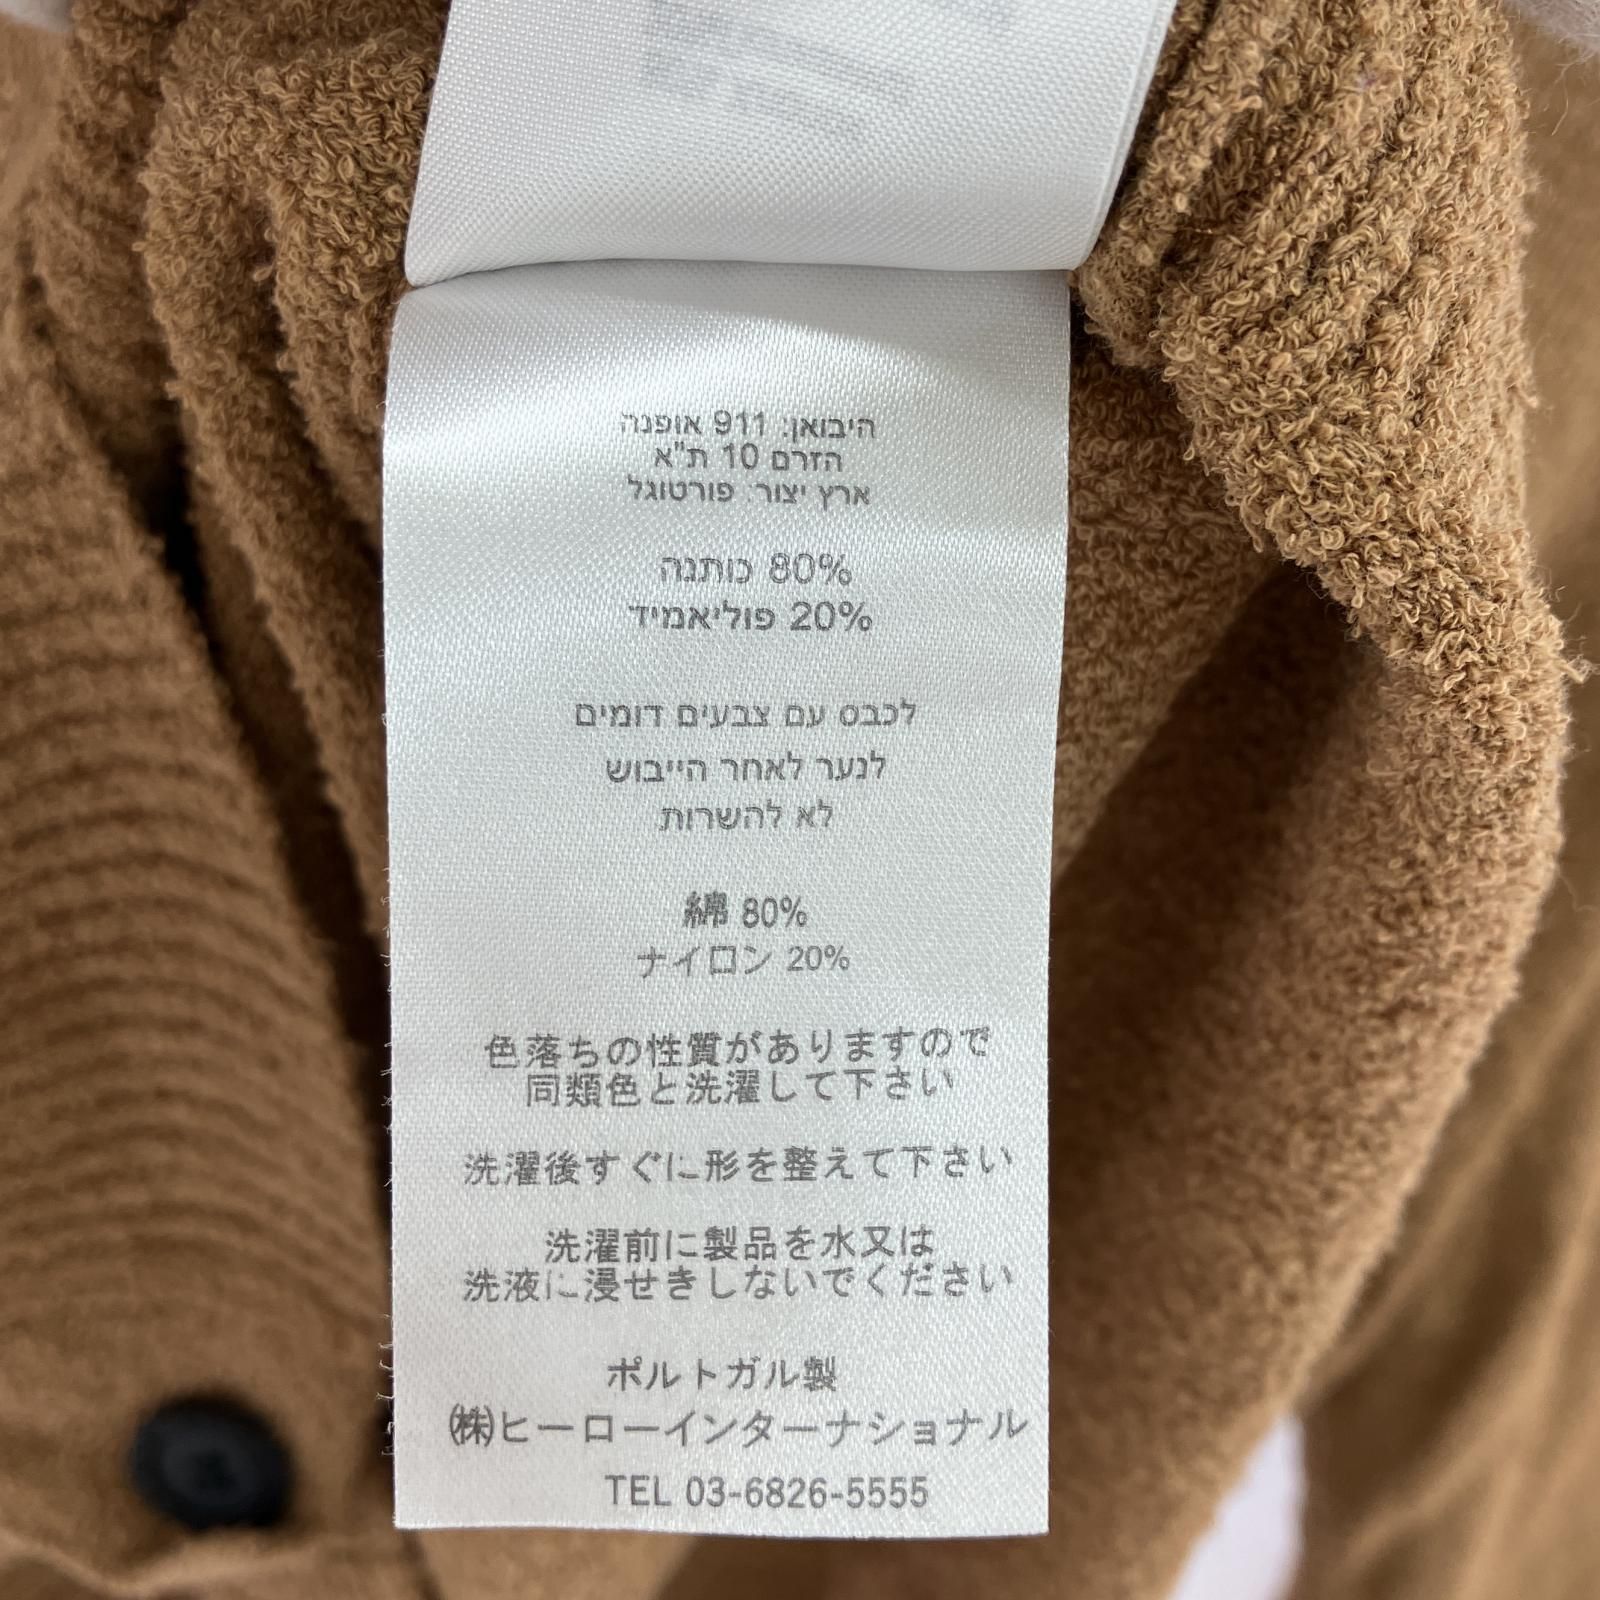 היבואן: 911 אופנה
הזרם 10 ת"א
ארץ יצור: פורטוגל
80% כותנה
20% פוליאמיד
לכבס עם צבעים דומים
לנער לאחר הייבוש
לא להשרות
綿 80%
ナイロン 20%
色落ちの性質がありますので
同類色と洗濯して下さい
洗濯後すぐに形を整えて下さい
洗濯前に製品を水又は
洗液に浸せきしないでください
ポルトガル製
㈱ヒーローインターナショナル
TEL 03-6826-5555